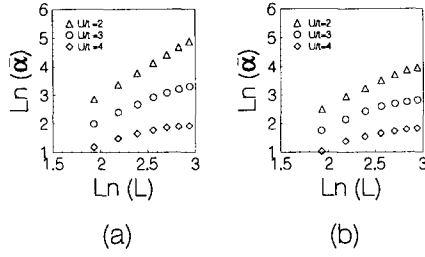 6
△ U/t=2
○ U/t=3
◇ U/t=4
5
4
3
2
1
Ln (ᾱ)
1.5 2 2.5 3
Ln (L)
(a)
6
△ U/t=2
○ U/t=3
◇ U/t=4
5
4
3
2
1
Ln (ᾱ)
1.5 2 2.5 3
Ln (L)
(b)